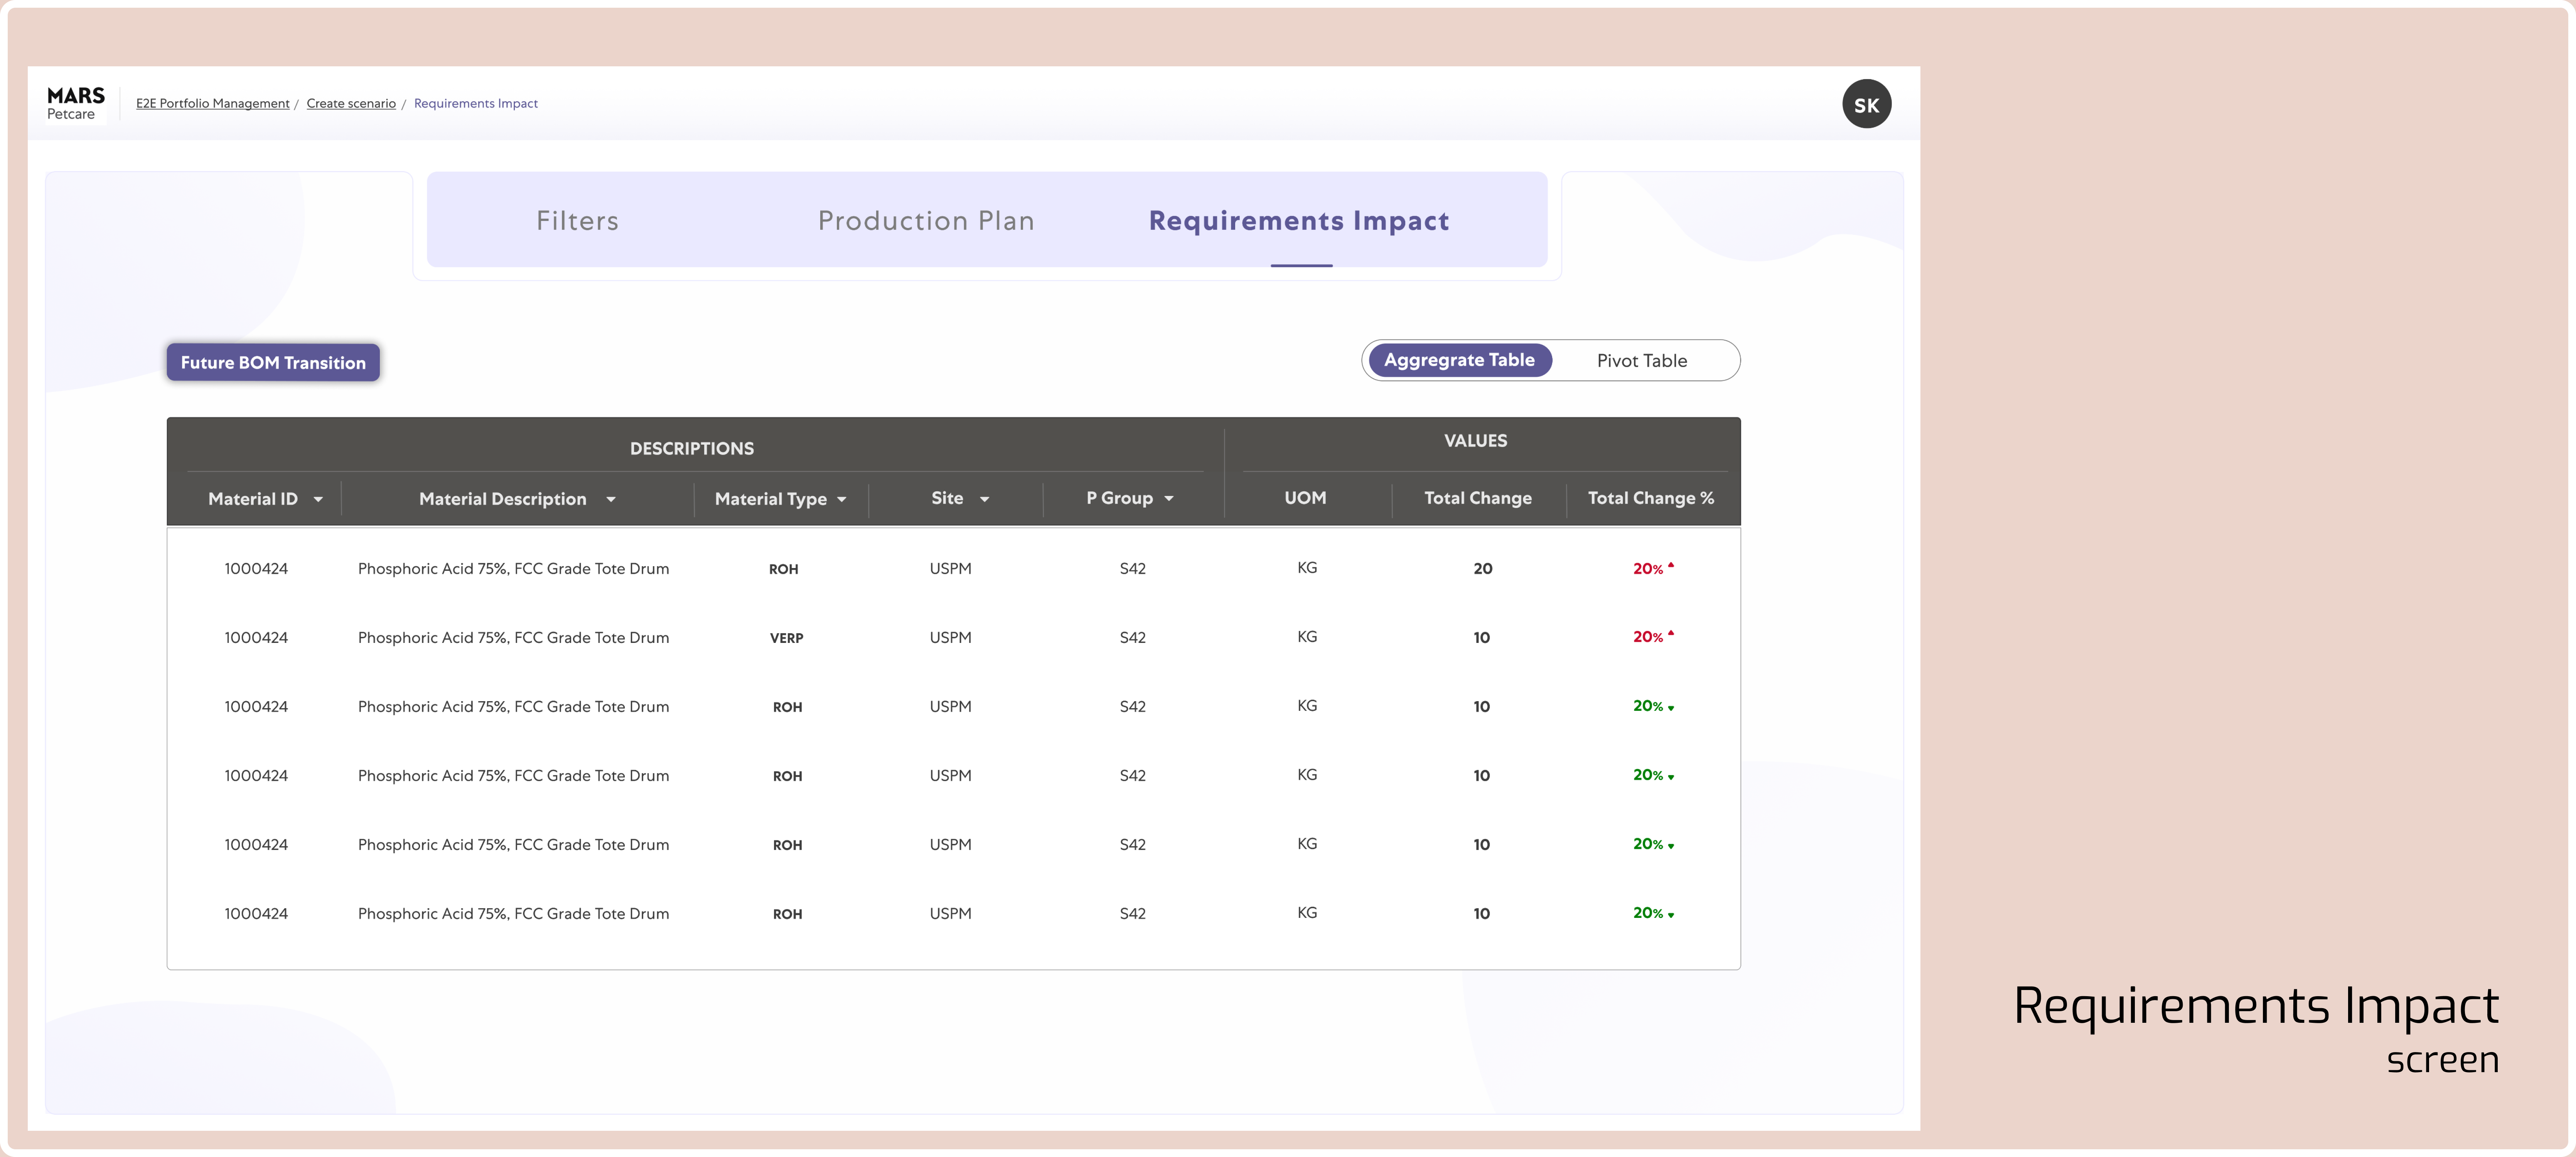 MARS
Petcare
E2E Portfolio Management / Create scenario / Requirements Impact
SK
Filters Production Plan Requirements Impact
Future BOM Transition
Aggregrate Table Pivot Table
DESCRIPTIONS VALUES
Material ID Material Description Material Type Site P Group UOM Total Change Total Change %
1000424 Phosphoric Acid 75%, FCC Grade Tote Drum ROH USPM S42 KG 20 20%
1000424 Phosphoric Acid 75%, FCC Grade Tote Drum VERP USPM S42 KG 10 20%
1000424 Phosphoric Acid 75%, FCC Grade Tote Drum ROH USPM S42 KG 10 20%
1000424 Phosphoric Acid 75%, FCC Grade Tote Drum ROH USPM S42 KG 10 20%
1000424 Phosphoric Acid 75%, FCC Grade Tote Drum ROH USPM S42 KG 10 20%
1000424 Phosphoric Acid 75%, FCC Grade Tote Drum ROH USPM S42 KG 10 20%
Requirements Impact
screen